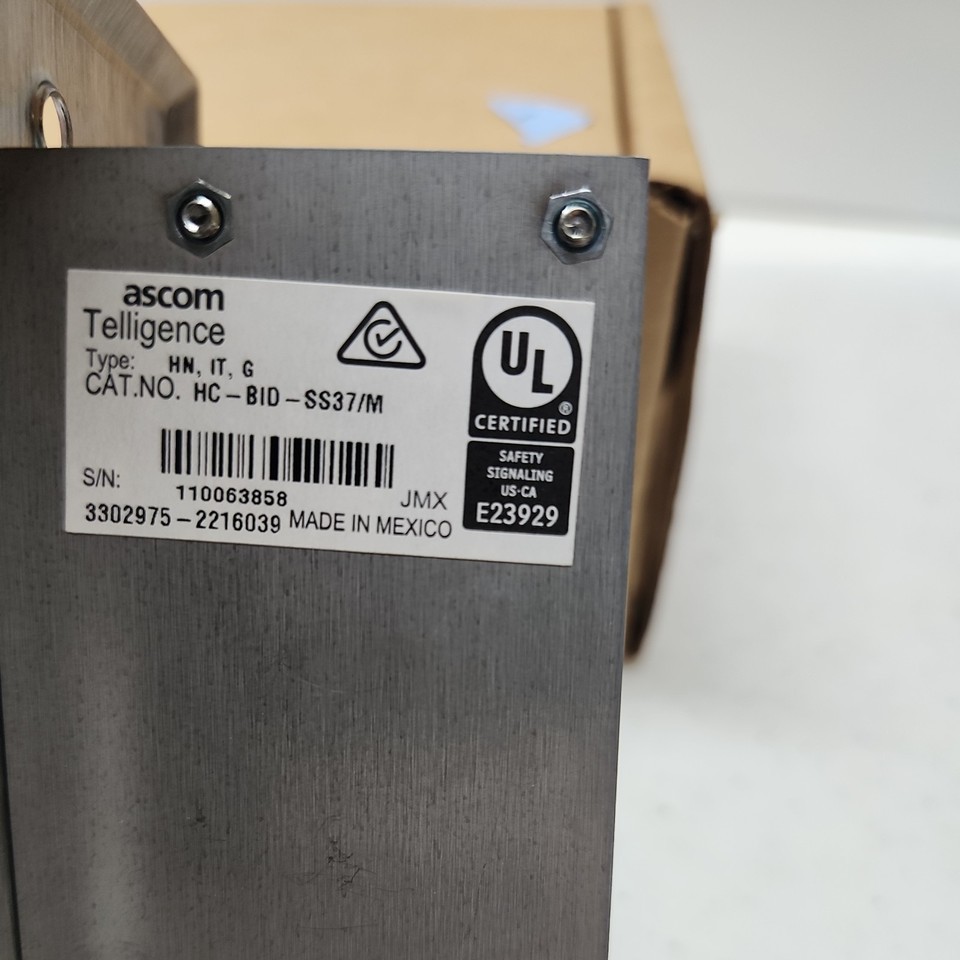 ascom
Telligence
Type: HN, IT, G
CAT.NO. HC-BID-SS37/M
S/N:
110063858
JMX
3302975-2216039 MADE IN MEXICO
UL
®
CERTIFIED
SAFETY
SIGNALING
US-CA
E23929